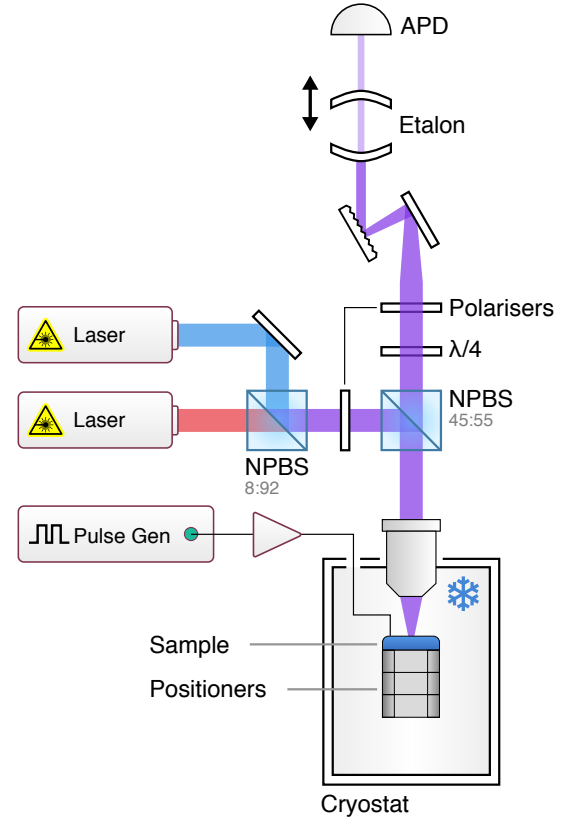 APD
Etalon
Polarisers
λ/4
Laser
Laser
NPBS
45:55
NPBS
8:92
Pulse Gen
Sample
Positioners
Cryostat